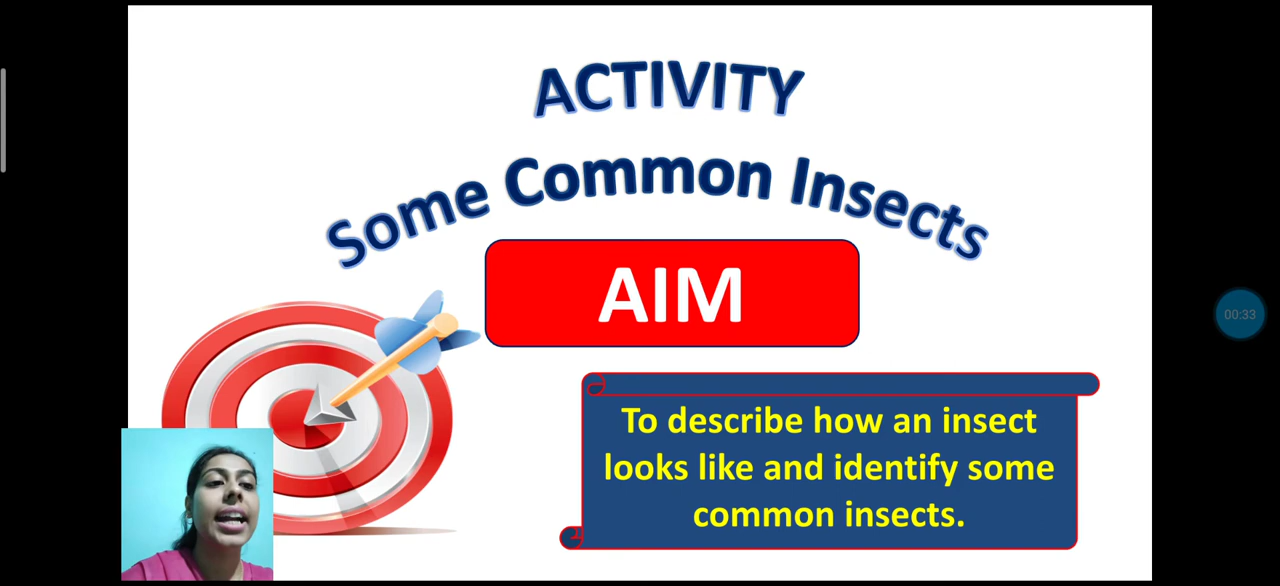 ACTIVITY
Some Common Insects
AIM
To describe how an insect
looks like and identify some
common insects.
00:33